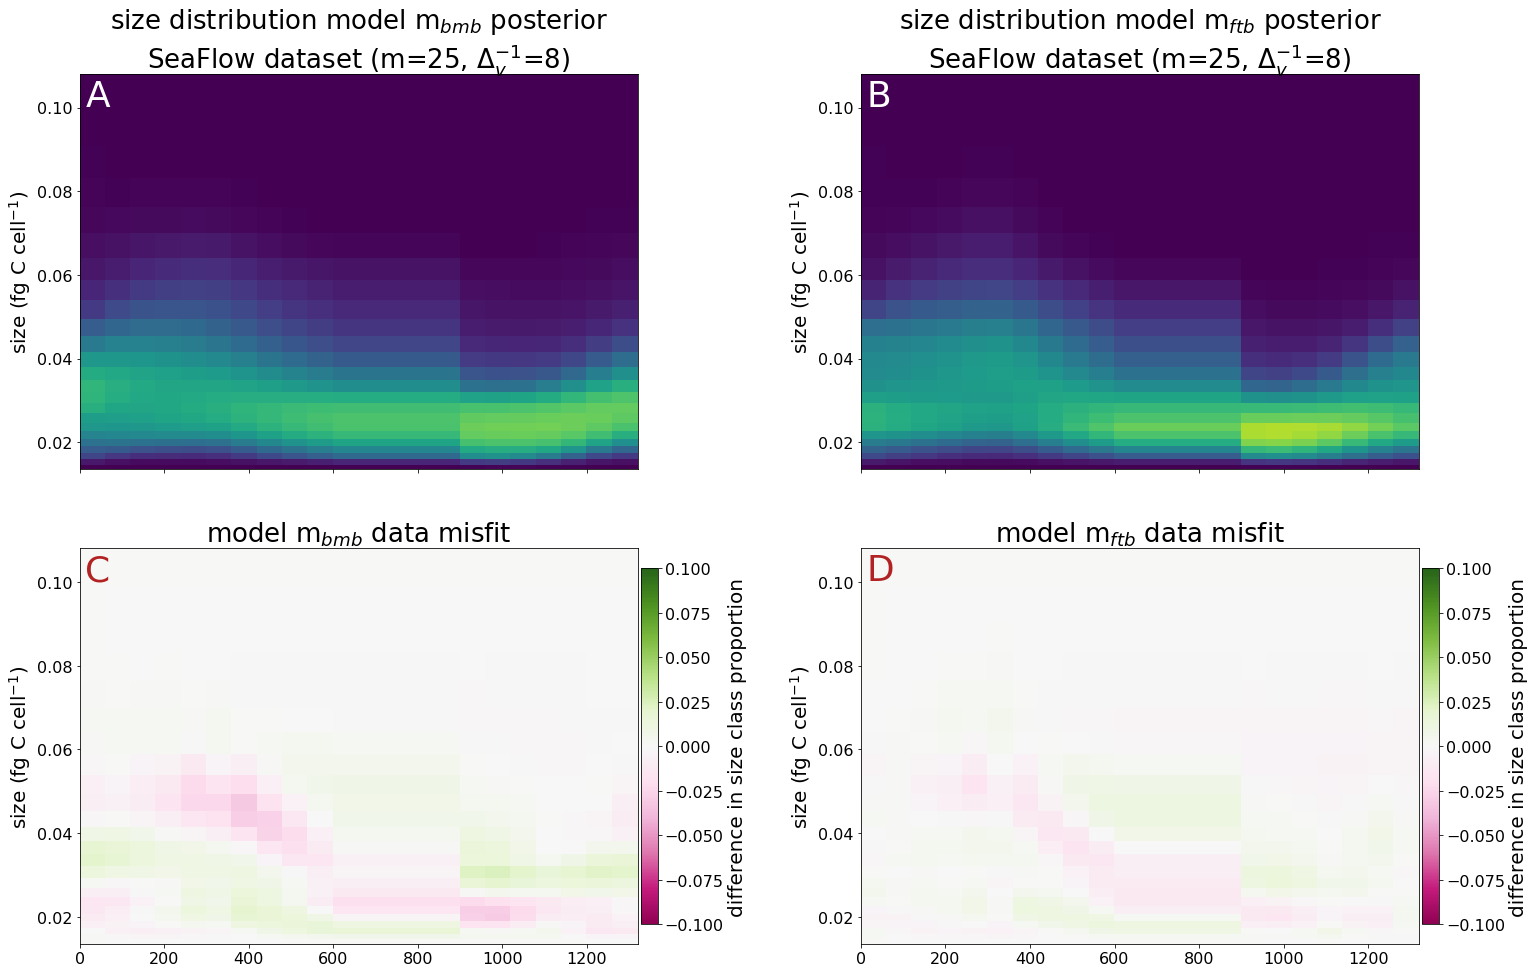 size distribution model m_bmb posterior
SeaFlow dataset (m=25, Δ_v^−1=8)
A
0.10
0.08
0.06
0.04
0.02
size (fg C cell^−1)
size distribution model m_ftb posterior
SeaFlow dataset (m=25, Δ_v^−1=8)
B
0.10
0.08
0.06
0.04
0.02
size (fg C cell^−1)
model m_bmb data misfit
C
0.10
0.08
0.06
0.04
0.02
size (fg C cell^−1)
0 200 400 600 800 1000 1200
0.100
0.075
0.050
0.025
0.000
−0.025
−0.050
−0.075
−0.100
difference in size class proportion
model m_ftb data misfit
D
0.10
0.08
0.06
0.04
0.02
size (fg C cell^−1)
0 200 400 600 800 1000 1200
0.100
0.075
0.050
0.025
0.000
−0.025
−0.050
−0.075
−0.100
difference in size class proportion